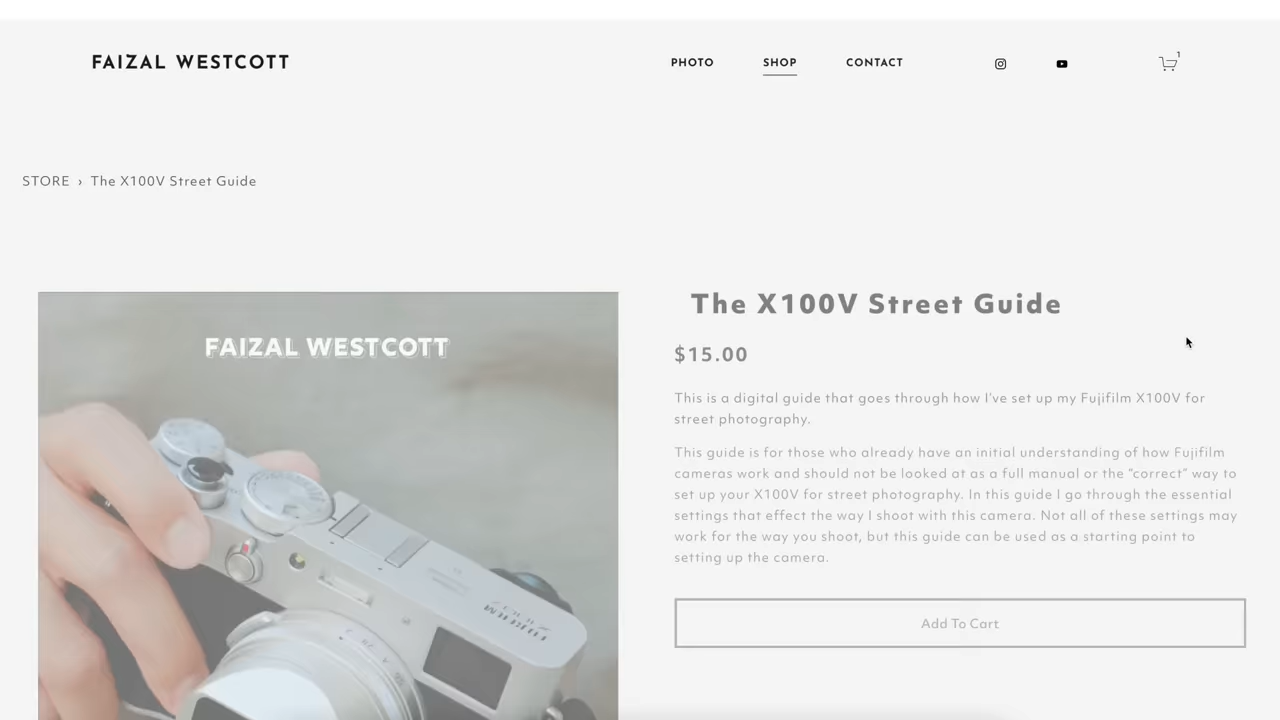 FAIZAL WESTCOTT
PHOTO
SHOP
CONTACT
1
STORE › The X100V Street Guide
FAIZAL WESTCOTT
The X100V Street Guide
$15.00
This is a digital guide that goes through how I've set up my Fujifilm X100V for
street photography.
This guide is for those who already have an initial understanding of how Fujifilm
cameras work and should not be looked at as a full manual or the "correct" way to
set up your X100V for street photography. In this guide I go through the essential
settings that effect the way I shoot with this camera. Not all of these settings may
work for the way you shoot, but this guide can be used as a starting point to
setting up the camera.
Add To Cart
FUJIFILM